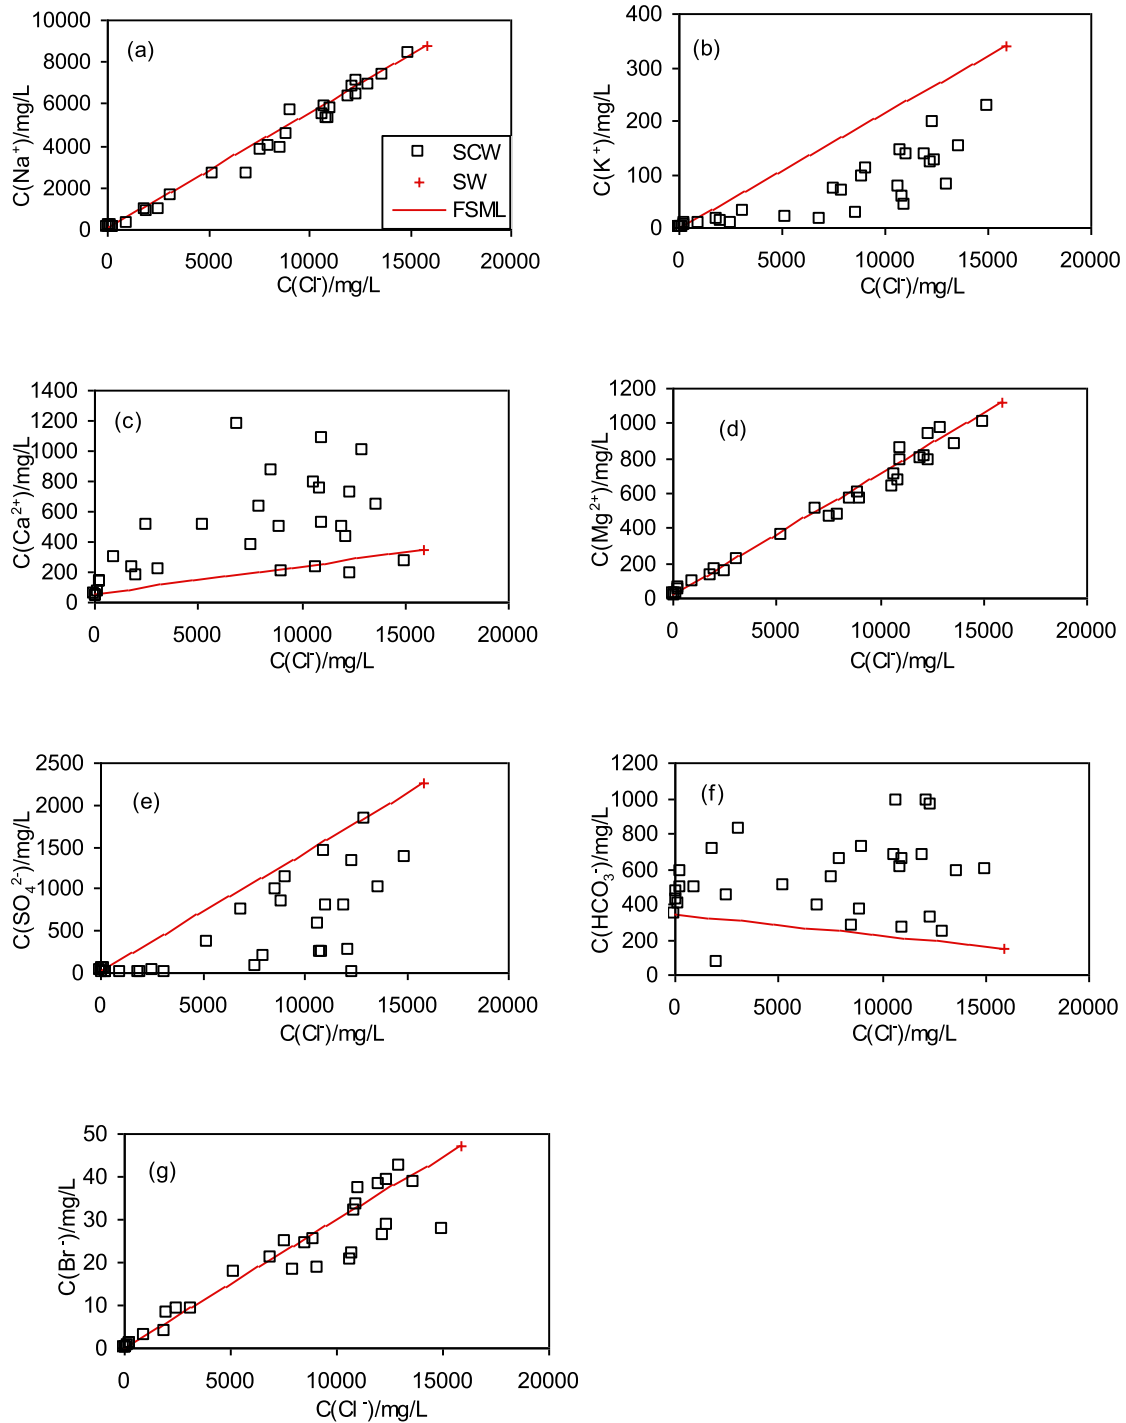 (a)
C(Na⁺)/mg/L
10000
8000
6000
4000
2000
0
0 5000 10000 15000 20000
C(Cl⁻)/mg/L
SCW
SW
FSML
(b)
C(K⁺)/mg/L
400
300
200
100
0
0 5000 10000 15000 20000
C(Cl⁻)/mg/L
(c)
C(Ca²⁺)/mg/L
1400
1200
1000
800
600
400
200
0
0 5000 10000 15000 20000
C(Cl⁻)/mg/L
(d)
C(Mg²⁺)/mg/L
1200
1000
800
600
400
200
0
0 5000 10000 15000 20000
C(Cl⁻)/mg/L
(e)
C(SO₄²⁻)/mg/L
2500
2000
1500
1000
500
0
0 5000 10000 15000 20000
C(Cl⁻)/mg/L
(f)
C(HCO₃⁻)/mg/L
1200
1000
800
600
400
200
0
0 5000 10000 15000 20000
C(Cl⁻)/mg/L
(g)
C(Br⁻)/mg/L
50
40
30
20
10
0
0 5000 10000 15000 20000
C(Cl⁻)/mg/L